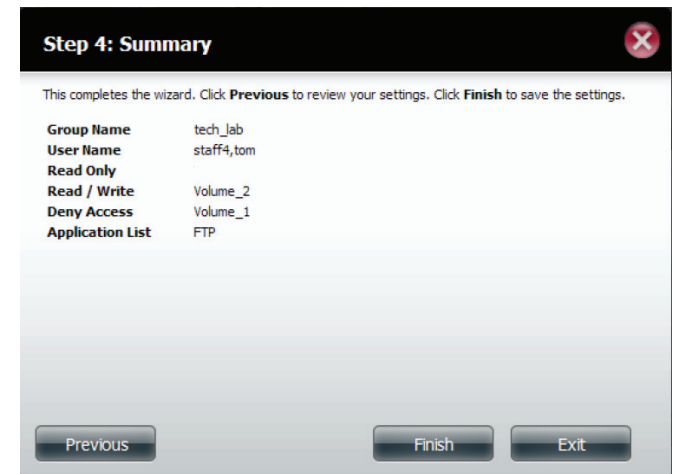 Step 4: Summary
This completes the wizard. Click Previous to review your settings. Click Finish to save the settings.
Group Name tech_lab
User Name staff4,tom
Read Only
Read / Write Volume_2
Deny Access Volume_1
Application List FTP
Previous Finish Exit